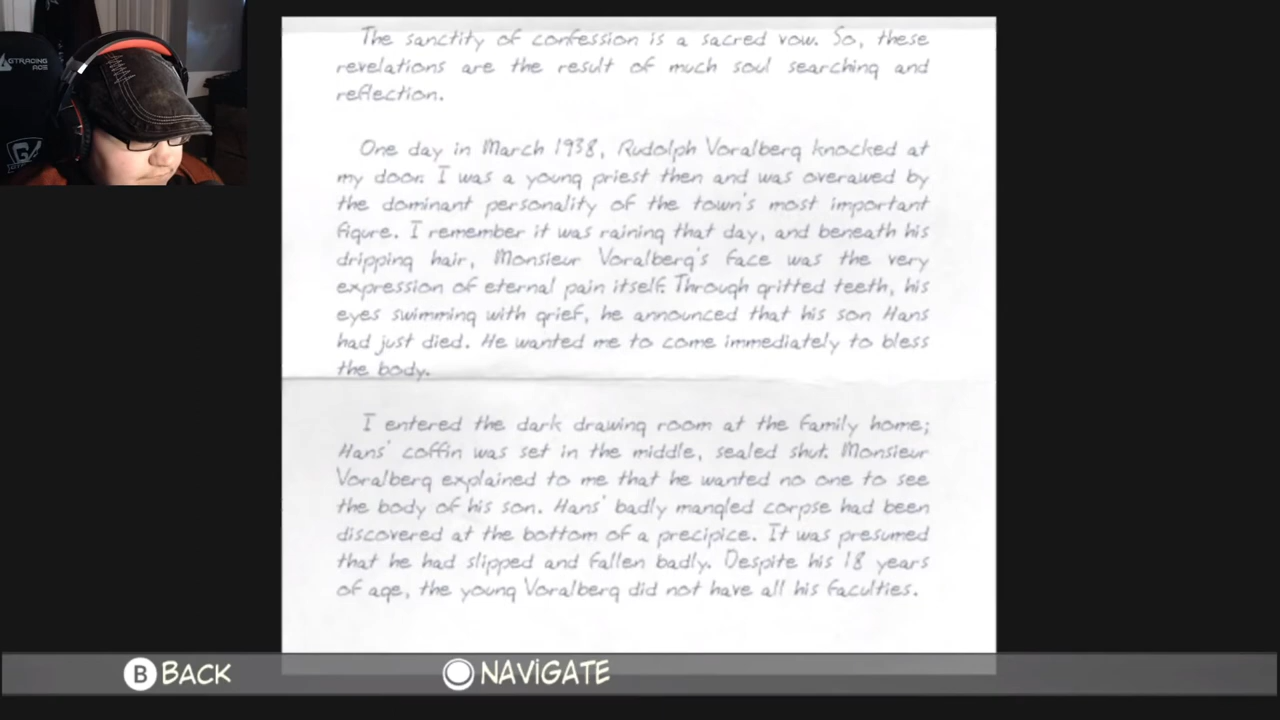 GTRACING
ACE
The sanctity of confession is a sacred vow. So, these
revelations are the result of much soul searching and
reflection.
One day in March 1938, Rudolph Voralberg knocked at
my door. I was a young priest then and was overawed by
the dominant personality of the town's most important
figure. I remember it was raining that day, and beneath his
dripping hair, Monsieur Voralberg's face was the very
expression of eternal pain itself. Through gritted teeth, his
eyes swimming with grief, he announced that his son Hans
had just died. He wanted me to come immediately to bless
the body.
I entered the dark drawing room at the family home;
Hans' coffin was set in the middle, sealed shut. Monsieur
Voralberg explained to me that he wanted no one to see
the body of his son. Hans' badly mangled corpse had been
discovered at the bottom of a precipice. It was presumed
that he had slipped and fallen badly. Despite his 18 years
of age, the young Voralberg did not have all his faculties.
B BACK
NAVIGATE